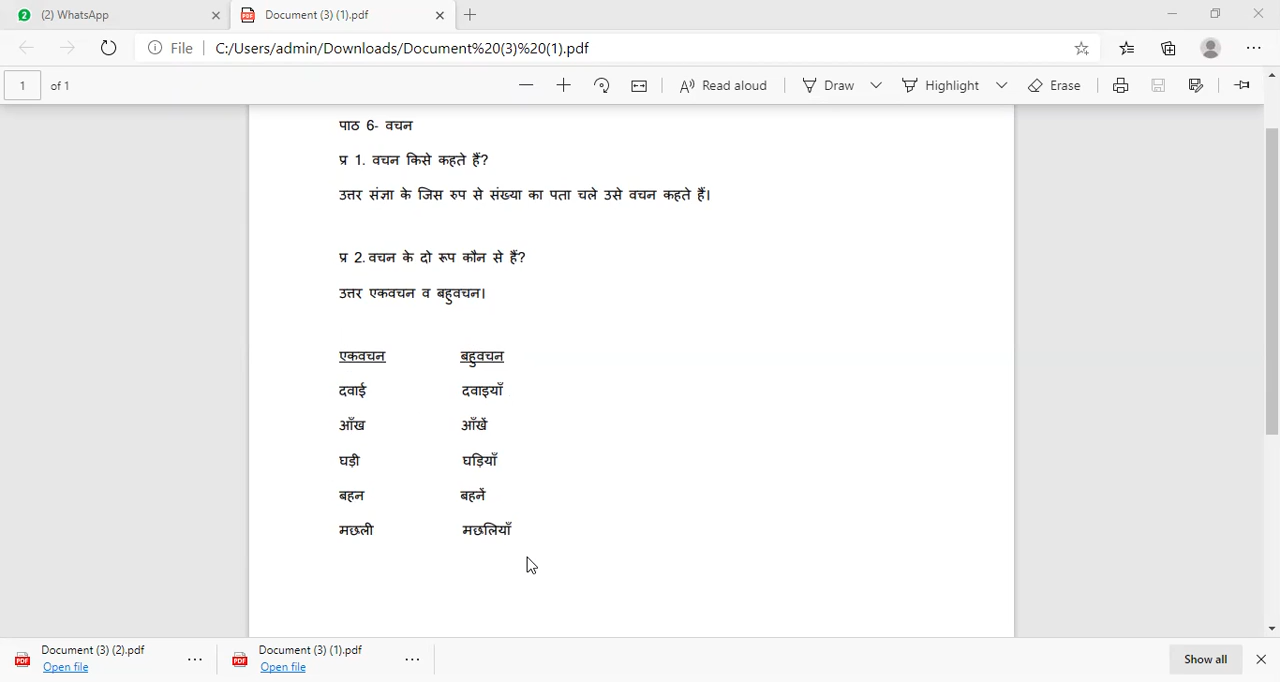 (2) WhatsApp
Document (3) (1).pdf
File
C:/Users/admin/Downloads/Document%20(3)%20(1).pdf
1 of 1
Read aloud
Draw
Highlight
Erase
पाठ 6- वचन
प्र 1. वचन किसे कहते हैं?
उत्तर संज्ञा के जिस रुप से संख्या का पता चले उसे वचन कहते हैं।
प्र 2. वचन के दो रूप कौन से हैं?
उत्तर एकवचन व बहुवचन।
एकवचन बहुवचन
दवाई दवाइयाँ
आँख आँखें
घड़ी घड़ियाँ
बहन बहनें
मछली मछलियाँ
Document (3) (2).pdf
Open file
Document (3) (1).pdf
Open file
Show all